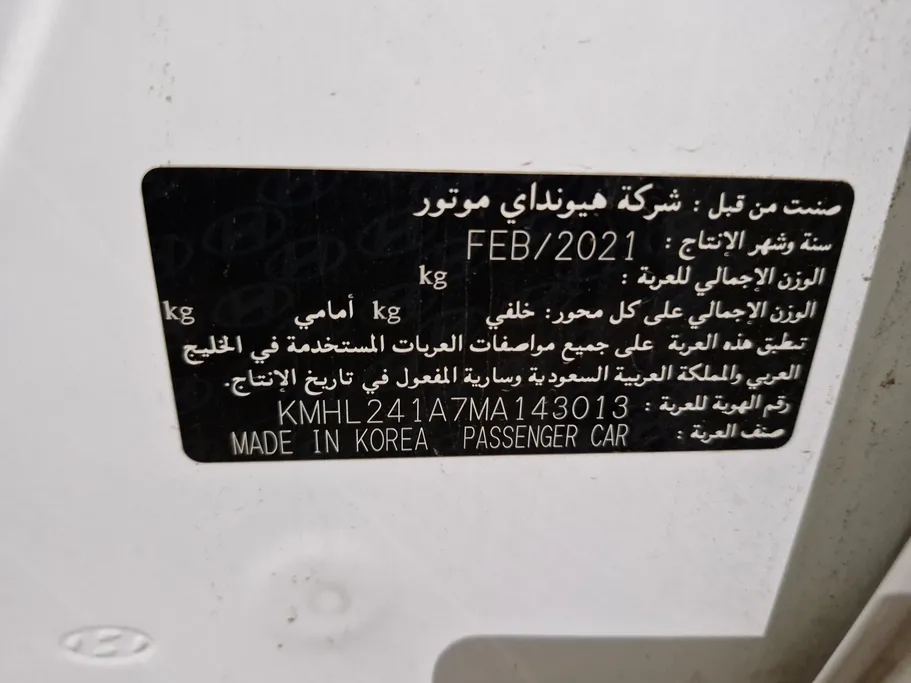 صنعت من قبل : شركة هيونداي موتور
سنة وشهر الإنتاج : FEB/2021
الوزن الإجمالي للعربة : kg
الوزن الإجمالي على كل محور: خلفي kg أمامي kg
تطبق هذه العربة على جميع مواصفات العربات المستخدمة في الخليج
العربي والمملكة العربية السعودية وسارية المفعول في تاريخ الإنتاج.
رقم الهوية للعربة : KMHL241A7MA143013
صنف العربة : MADE IN KOREA PASSENGER CAR